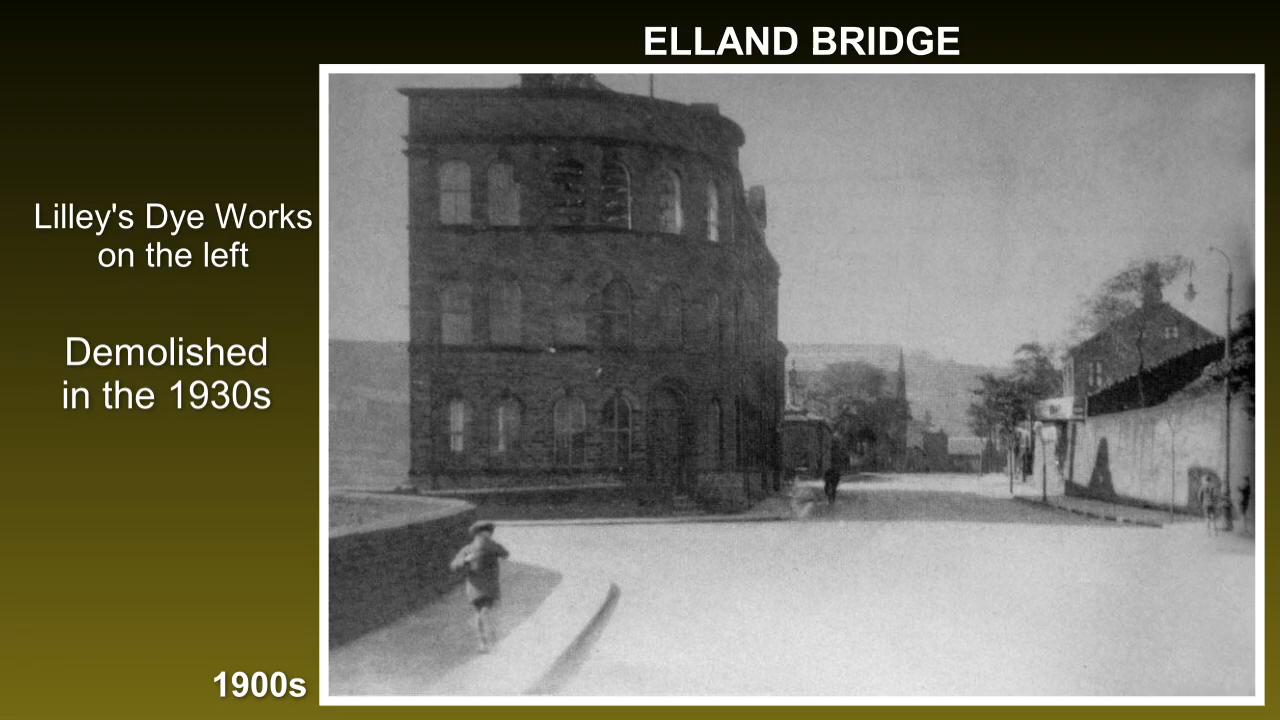 ELLAND BRIDGE
Lilley's Dye Works
on the left
Demolished
in the 1930s
1900s